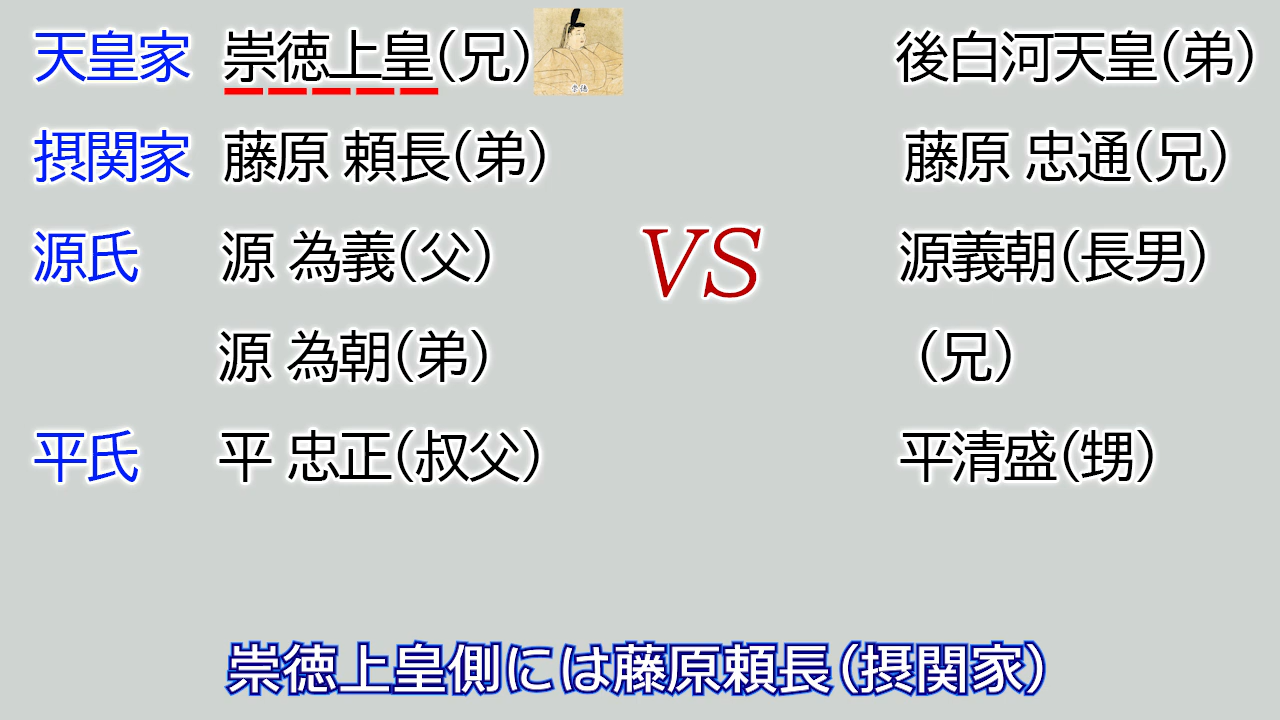 天皇家 崇徳上皇(兄) 後白河天皇(弟)
崇徳
摂関家 藤原 頼長(弟) 藤原 忠通(兄)
源氏 源 為義(父) VS 源義朝(長男)
源 為朝(弟) (兄)
平氏 平 忠正(叔父) 平清盛(甥)
崇徳上皇側には藤原頼長(摂関家)